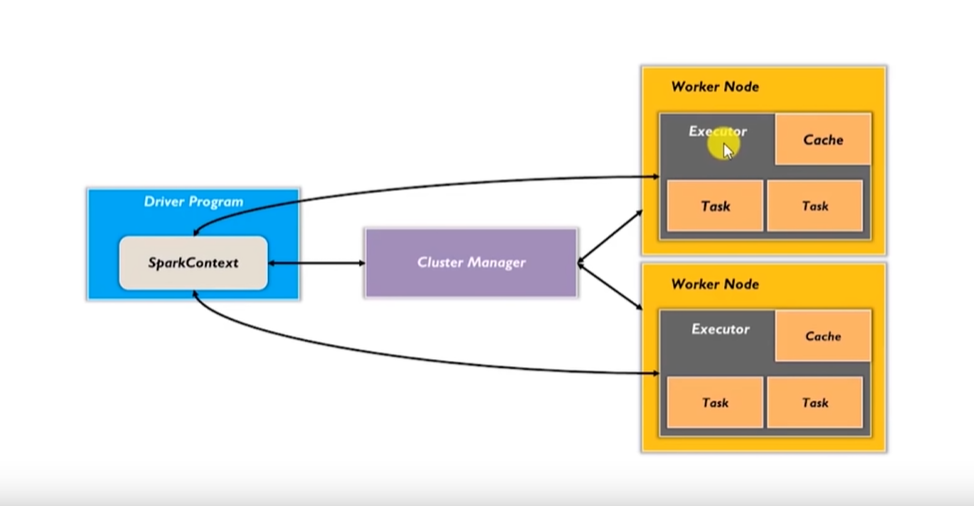 Driver Program
SparkContext
Cluster Manager
Worker Node
Executor
Cache
Task
Task
Worker Node
Executor
Cache
Task
Task